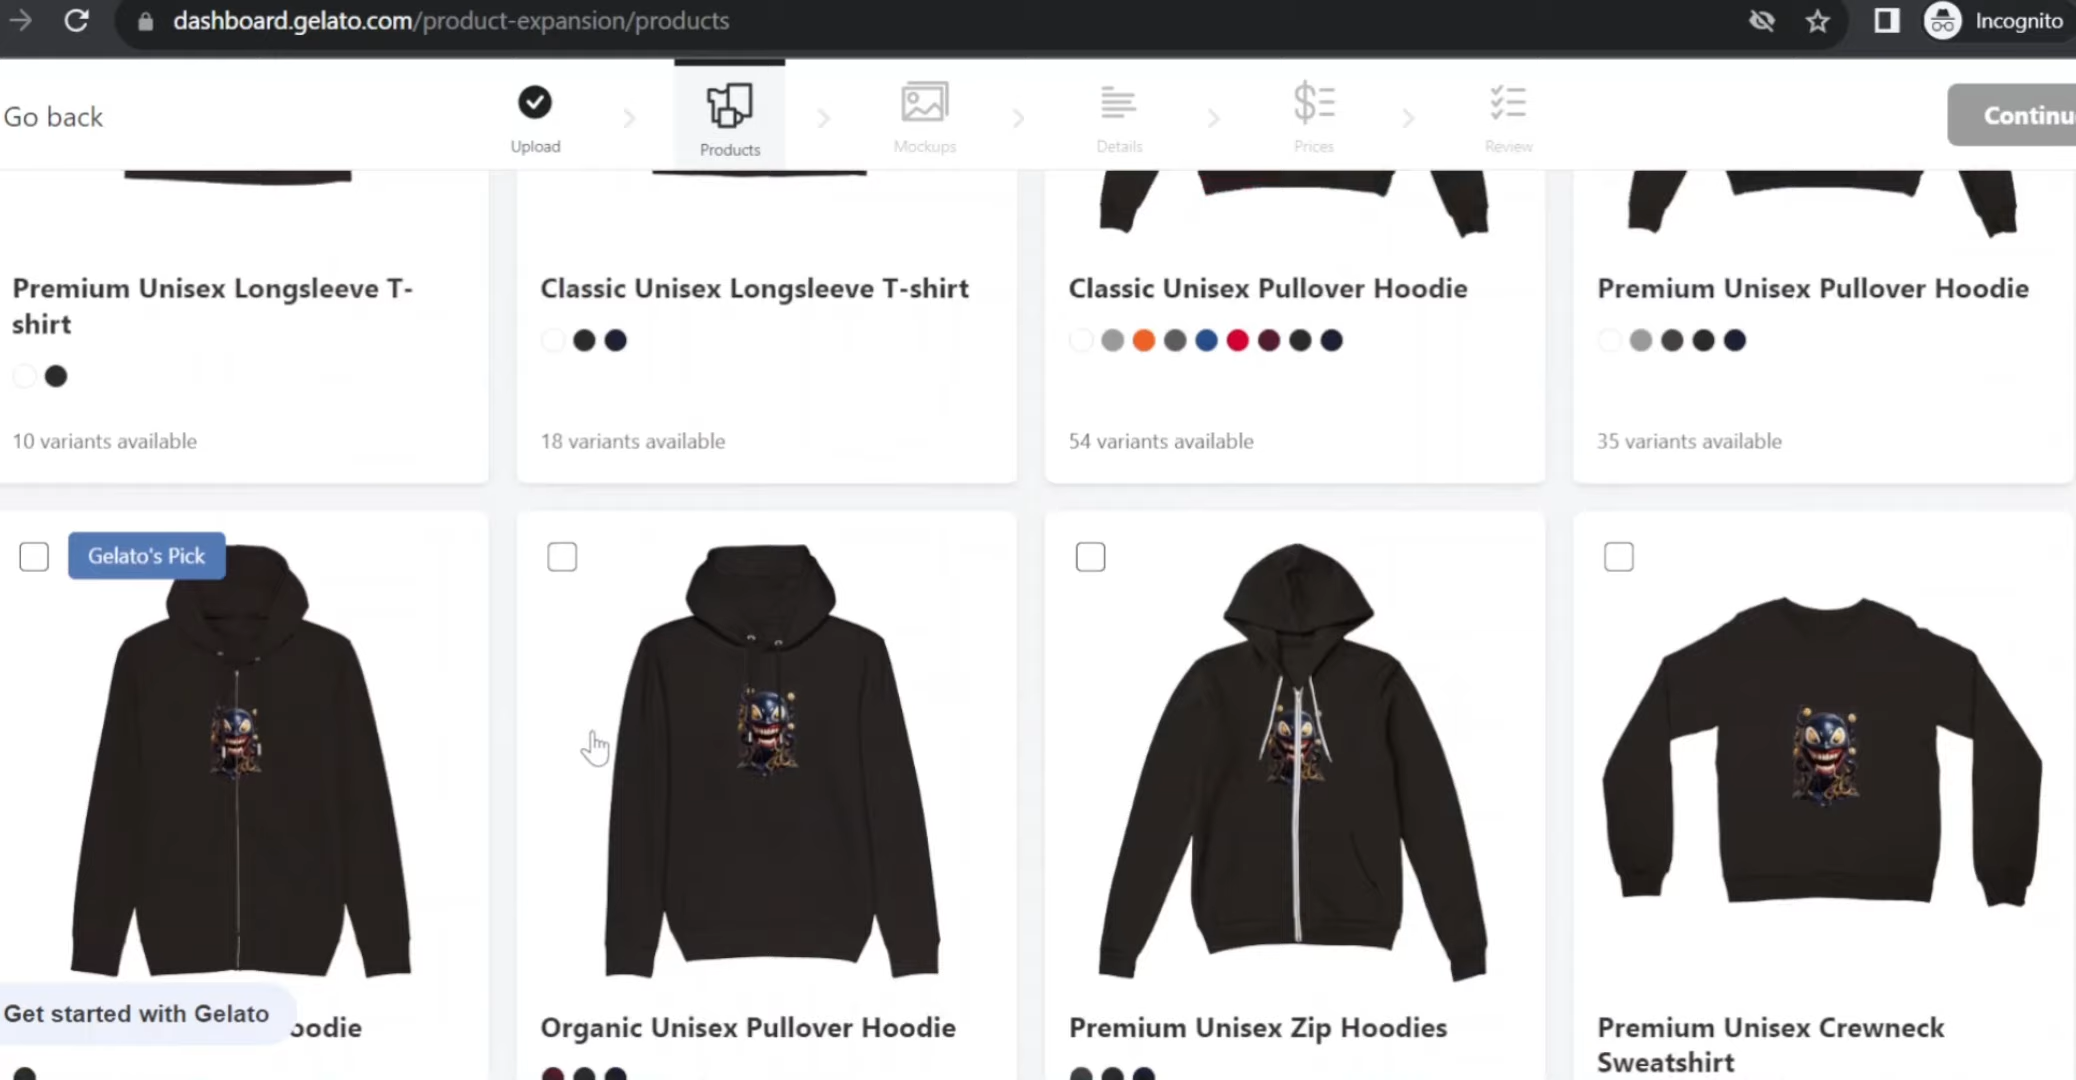 dashboard.gelato.com/product-expansion/products
Incognito
Go back
Upload
Products
Mockups
Details
Prices
Review
Continu
Premium Unisex Longsleeve T-
shirt
10 variants available
Classic Unisex Longsleeve T-shirt
18 variants available
Classic Unisex Pullover Hoodie
54 variants available
Premium Unisex Pullover Hoodie
35 variants available
Gelato's Pick
Get started with Gelato
oodie
Organic Unisex Pullover Hoodie
Premium Unisex Zip Hoodies
Premium Unisex Crewneck
Sweatshirt